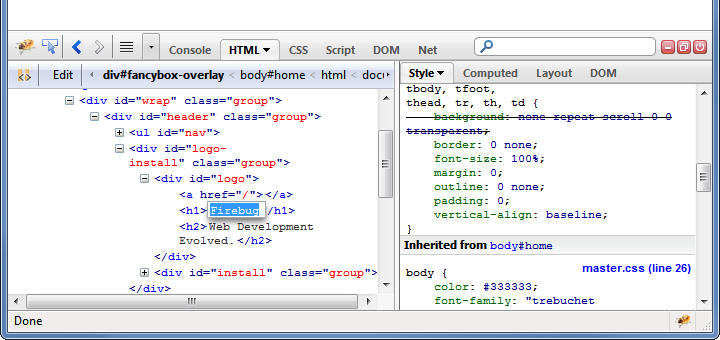 Console HTML CSS Script DOM Net
Edit div#fancybox-overlay < body#home < html < docu
Style Computed Layout DOM
<div id="wrap" class="group">
<div id="header" class="group">
<ul id="nav">
<div id="logo-
install" class="group">
<div id="logo">
<a href="/"></a>
<h1>Firebug</h1>
<h2>Web Development
Evolved.</h2>
</div>
<div id="install" class="group">
</div>
tbody, tfoot,
thead, tr, th, td {
background: none repeat scroll 0 0
transparent;
border: 0 none;
font-size: 100%;
margin: 0;
outline: 0 none;
padding: 0;
vertical-align: baseline;
}
Inherited from body#home
master.css (line 26)
body {
color: #333333;
font-family: "trebuchet
Done